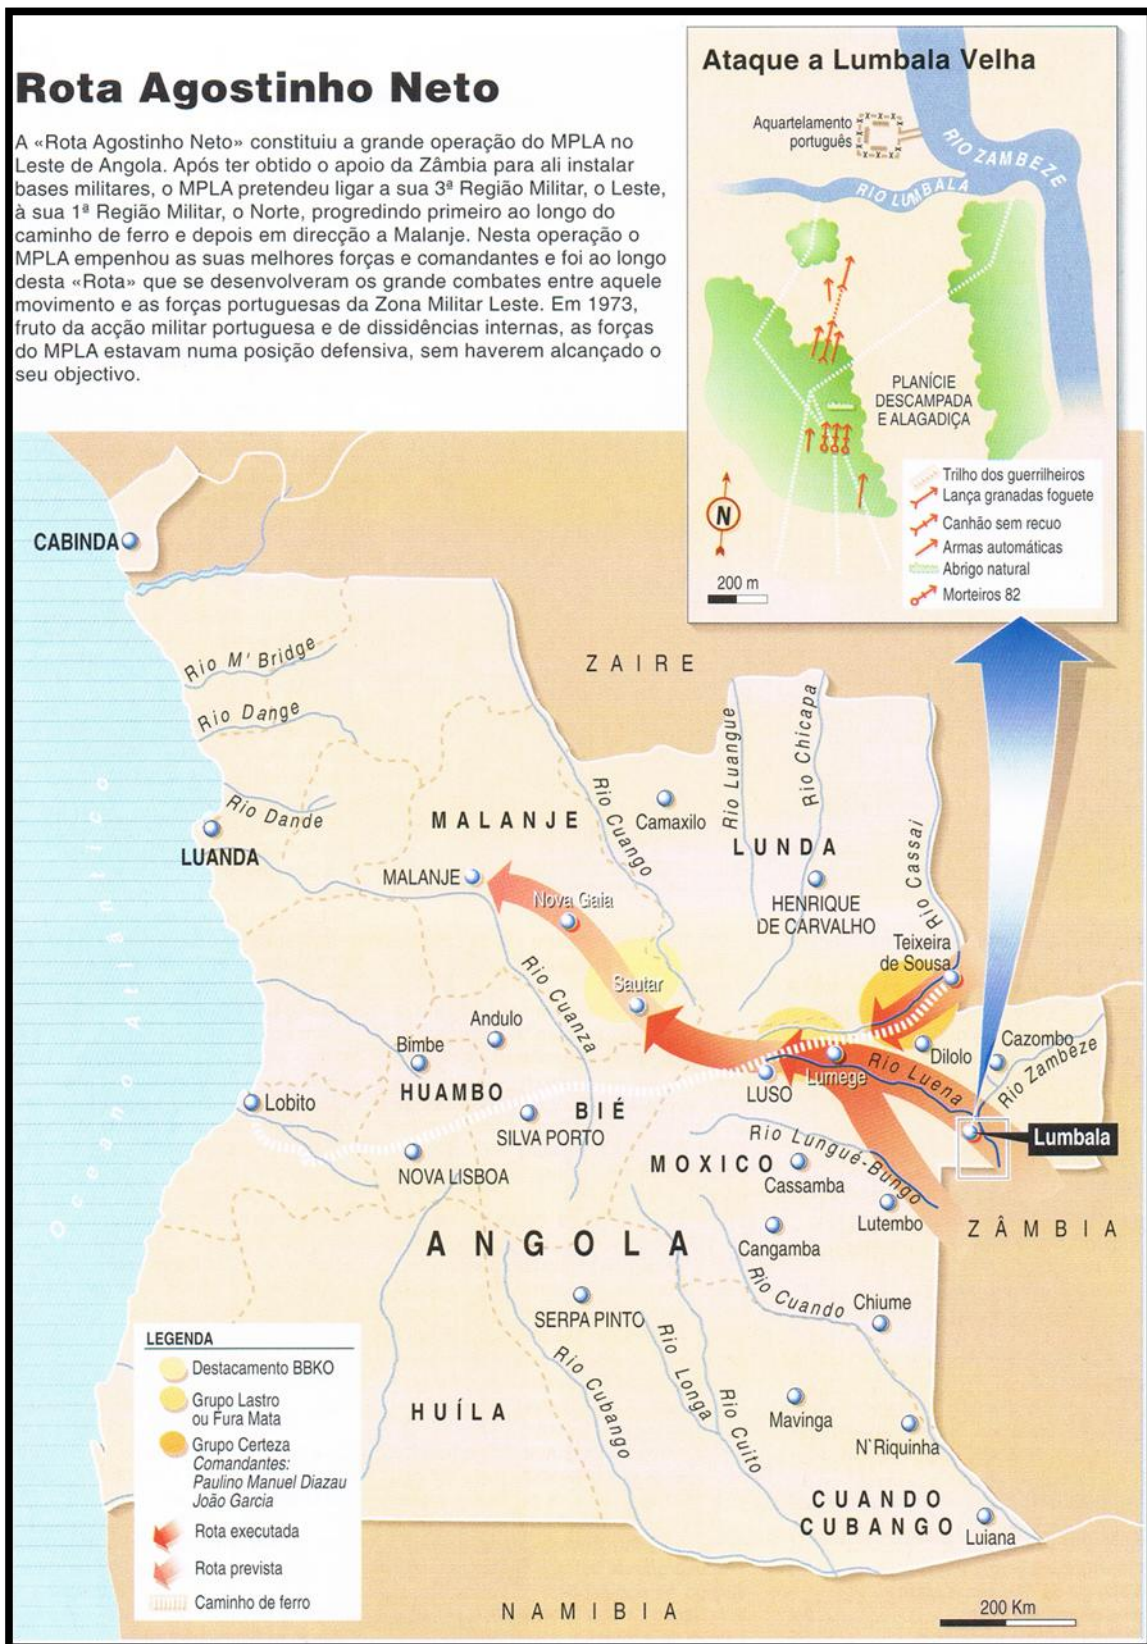 Rota Agostinho Neto
A «Rota Agostinho Neto» constituiu a grande operação do MPLA no
Leste de Angola. Após ter obtido o apoio da Zâmbia para ali instalar
bases militares, o MPLA pretendeu ligar a sua 3ª Região Militar, o Leste,
à sua 1ª Região Militar, o Norte, progredindo primeiro ao longo do
caminho de ferro e depois em direcção a Malanje. Nesta operação o
MPLA empenhou as suas melhores forças e comandantes e foi ao longo
desta «Rota» que se desenvolveram os grande combates entre aquele
movimento e as forças portuguesas da Zona Militar Leste. Em 1973,
fruto da acção militar portuguesa e de dissidências internas, as forças
do MPLA estavam numa posição defensiva, sem haverem alcançado o
seu objectivo.
Ataque a Lumbala Velha
Aquartelamento
português
RIO ZAMBEZE
RIO LUMBALA
PLANÍCIE
DESCAMPADA
E ALAGADIÇA
N
200 m
Trilho dos guerrilheiros
Lança granadas foguete
Canhão sem recuo
Armas automáticas
Abrigo natural
Morteiros 82
CABINDA
Rio M' Bridge
Rio Dange
Rio Dande
LUANDA
Oceano Atlântico
ZAIRE
MALANJE
MALANJE
Rio Cuango
Camaxilo
Rio Luangue
Rio Chicapa
LUNDA
HENRIQUE
DE CARVALHO
Rio Cassai
Teixeira
de Sousa
Nova Gaia
Sautar
Rio Cuanza
Andulo
Bimbe
HUAMBO
Lobito
BIÉ
SILVA PORTO
NOVA LISBOA
LUSO
Lumege
Rio Luena
Dilolo
Cazombo
Rio Zambeze
Lumbala
Rio Lungué-Bungo
MOXICO
Cassamba
Lutembo
Cangamba
ZÂMBIA
ANGOLA
Rio Cuando
Chiume
SERPA PINTO
Rio Longa
Rio Cuito
Rio Cubango
HUÍLA
Mavinga
N`Riquinha
CUANDO
CUBANGO
Luiana
NAMIBIA
200 Km
LEGENDA
Destacamento BBKO
Grupo Lastro
ou Fura Mata
Grupo Certeza
Comandantes:
Paulino Manuel Diazau
João Garcia
Rota executada
Rota prevista
Caminho de ferro